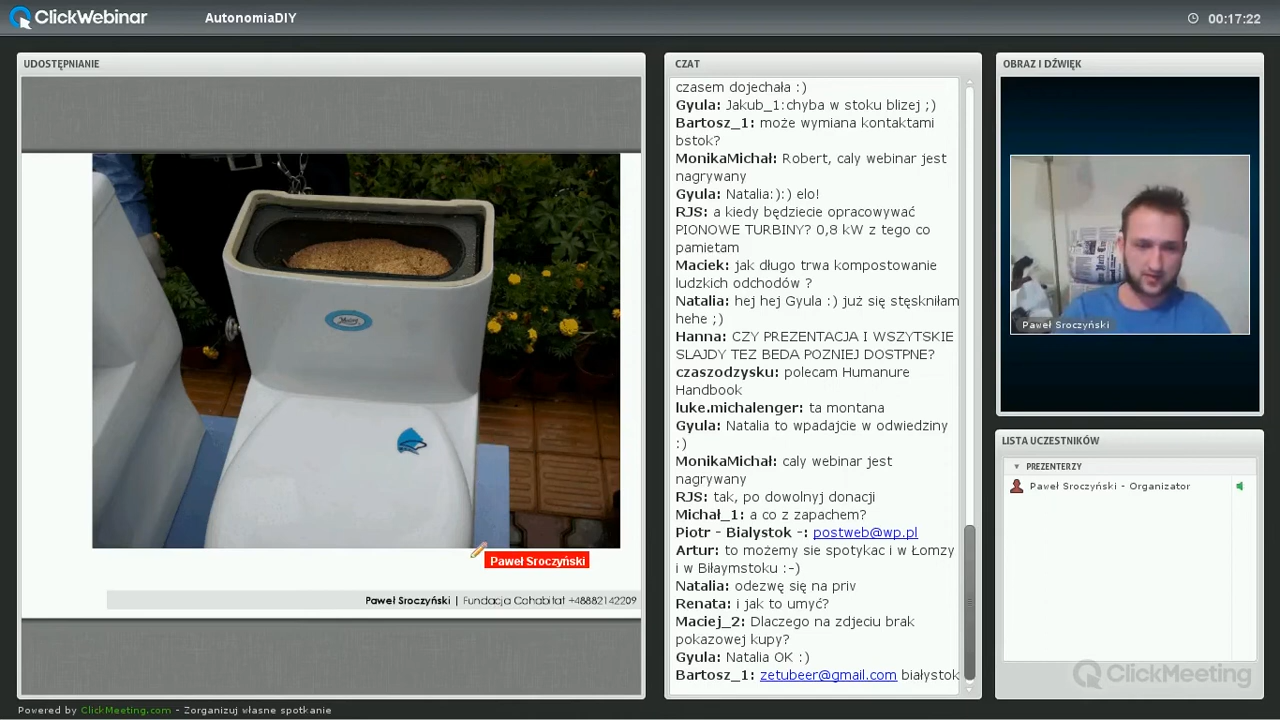 ClickWebinar
AutonomiaDIY
00:17:22
UDOSTĘPNIANIE
Paweł Sroczyński
Paweł Sroczyński | Fundacja Cohabitat +48882142209
CZAT
czasem dojechała :)
Gyula: Jakub_1:chyba w stoku blizej ;)
Bartosz_1: może wymiana kontaktami
bstok?
MonikaMichał: Robert, caly webinar jest
nagrywany
Gyula: Natalia:):) elo!
RJS: a kiedy będziecie opracowywać
PIONOWE TURBINY? 0,8 kW z tego co
pamietam
Maciek: jak długo trwa kompostowanie
ludzkich odchodów ?
Natalia: hej hej Gyula :) już się stęskniłam
hehe ;)
Hanna: CZY PREZENTACJA I WSZYTSKIE
SLAJDY TEZ BEDA POZNIEJ DOSTPNE?
czaszodzysku: polecam Humanure
Handbook
luke.michalenger: ta montana
Gyula: Natalia to wpadajcie w odwiedziny
:)
MonikaMichał: caly webinar jest
nagrywany
RJS: tak, po dowolnyj donacji
Michał_1: a co z zapachem?
Piotr - Bialystok -: postweb@wp.pl
Artur: to możemy sie spotykac i w Łomzy
i w Biłaymstoku :-)
Natalia: odezwę się na priv
Renata: i jak to umyć?
Maciej_2: Dlaczego na zdjeciu brak
pokazowej kupy?
Gyula: Natalia OK :)
Bartosz_1: zetubeer@gmail.com białystok
OBRAZ I DŹWIĘK
Paweł Sroczyński
LISTA UCZESTNIKÓW
PREZENTERZY
Paweł Sroczyński - Organizator
ClickMeeting
Powered by ClickMeeting.com - Zorganizuj własne spotkanie